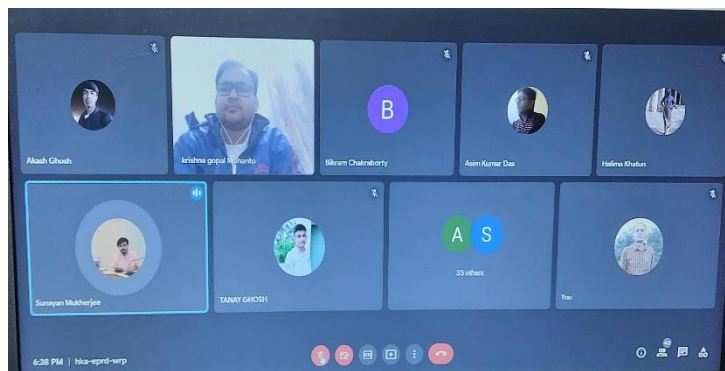 B
Akash Ghosh
krishna gopal Mohanto
Bikram Chakraborty
Asim Kumar Das
Halima Khatun
A S
35 others
Sunayan Mukherjee
TANAY GHOSH
You
6:38 PM | hka-eprd-wrp